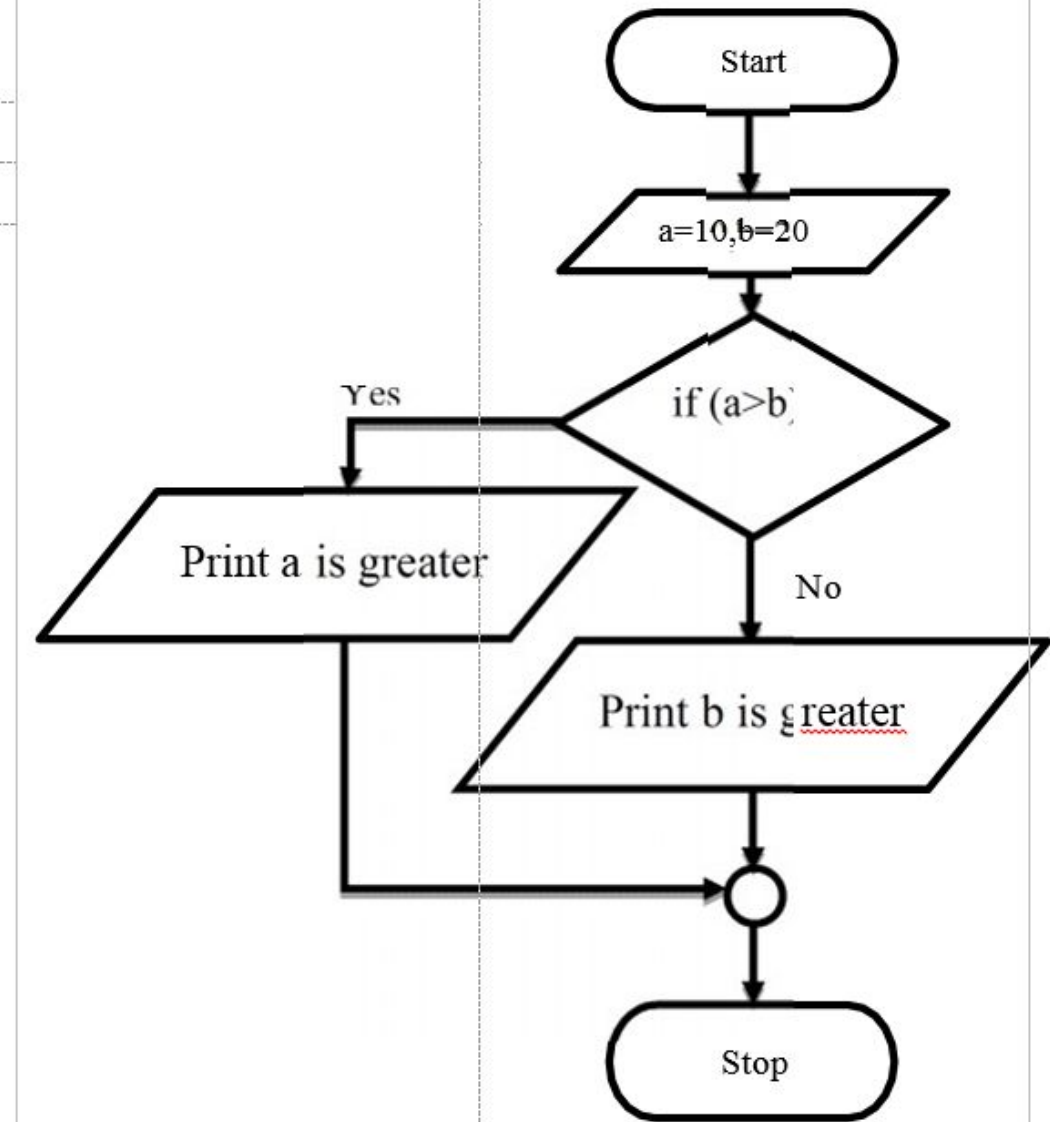 Start
a=10,b=20
if (a>b)
Yes
Print a is greater
No
Print b is greater
Stop